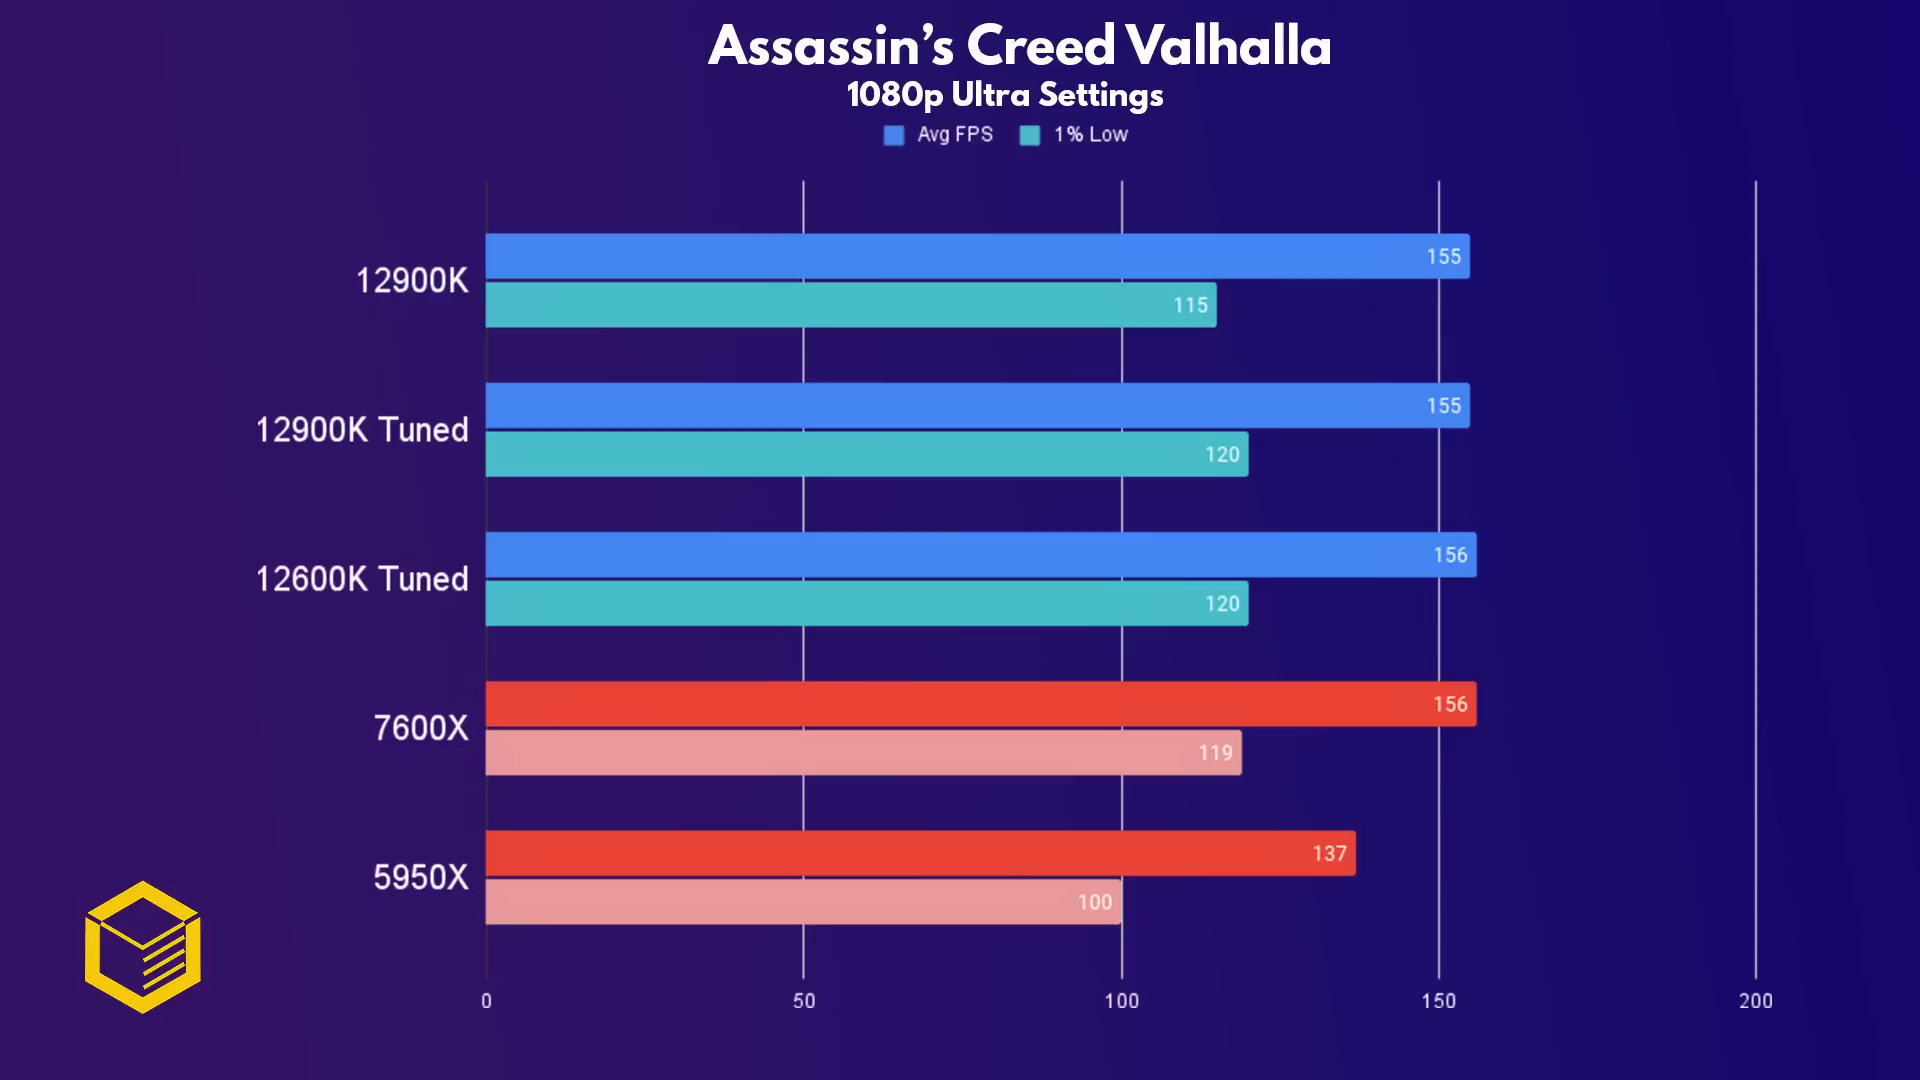 Assassin’s Creed Valhalla
1080p Ultra Settings
Avg FPS 1% Low
12900K
155
115
12900K Tuned
155
120
12600K Tuned
156
120
7600X
156
119
5950X
137
100
0 50 100 150 200